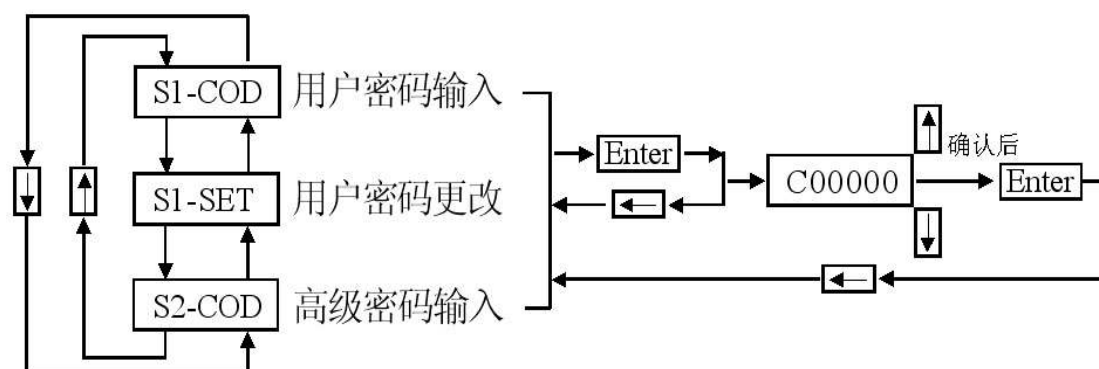 S1-COD 用户密码输入
Enter
确认后
C00000
Enter
S1-SET 用户密码更改
S2-COD 高级密码输入